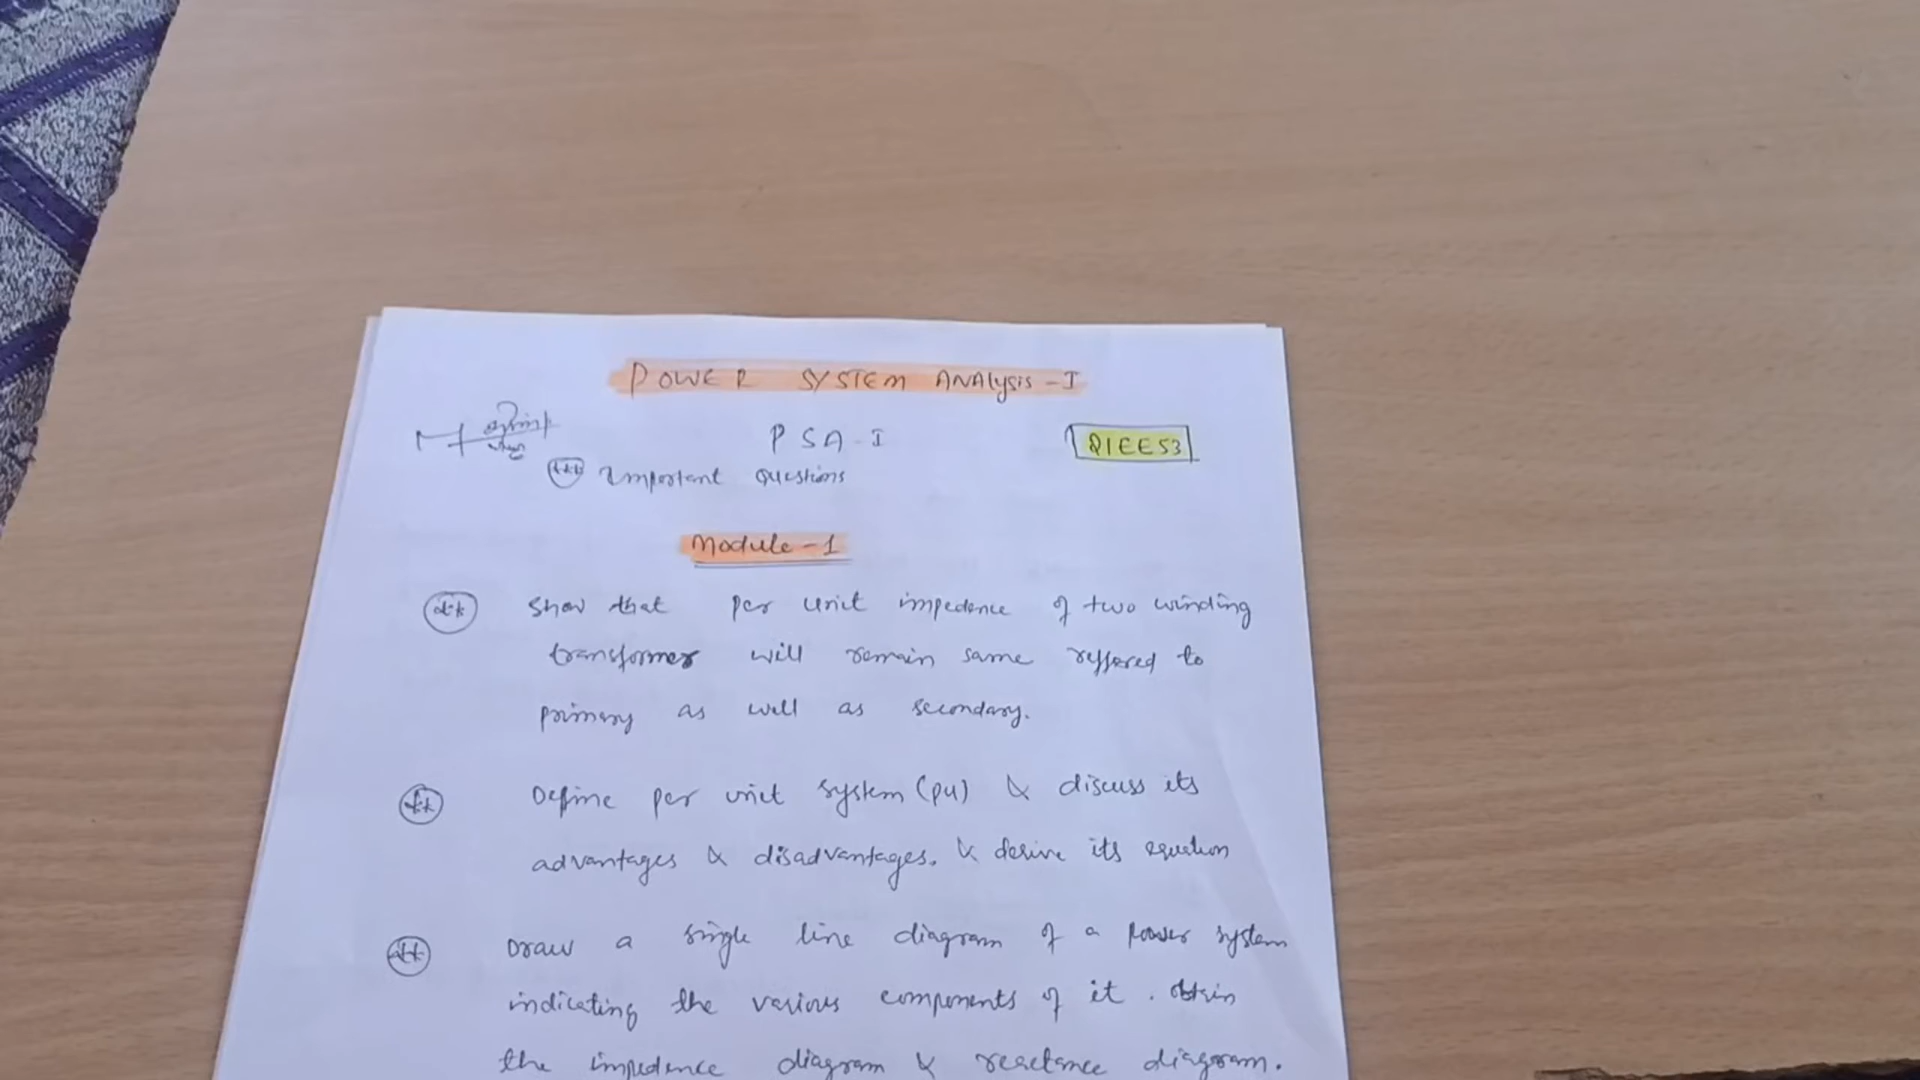 POWER SYSTEM ANAlysis - I
PSA - I
21EE53
Important Questions
Module - 1
Show that per unit impedence of two winding
transformer will remain same reffered to
primary as well as secondary.
Define per unit system (pu) & discuss its
advantages & disadvantages. & derive its equation
Draw a single line diagram of a power system
indicating the various components of it. obtain
the impedence diagram & reactance diagram.